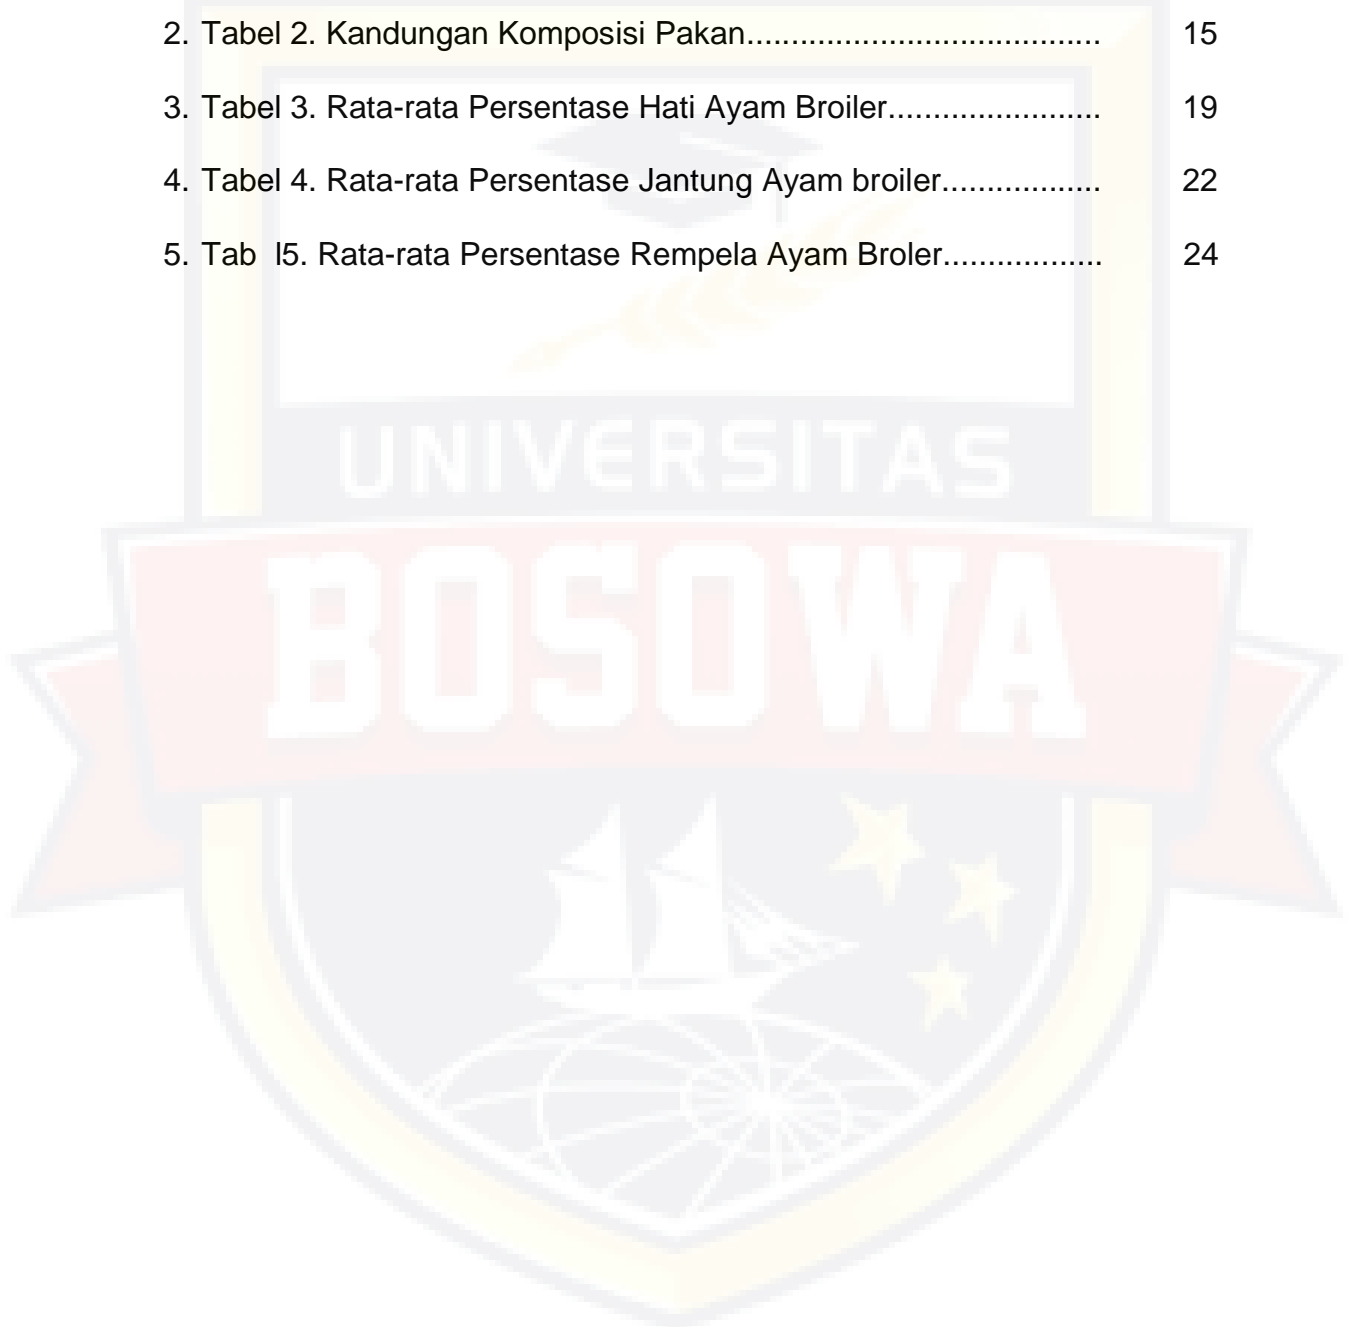 2. Tabel 2. Kandungan Komposisi Pakan........................................ 15
3. Tabel 3. Rata-rata Persentase Hati Ayam Broiler........................ 19
4. Tabel 4. Rata-rata Persentase Jantung Ayam broiler.................. 22
5. Tab l5. Rata-rata Persentase Rempela Ayam Broler.................. 24
UNIVERSITAS
BOSOWA